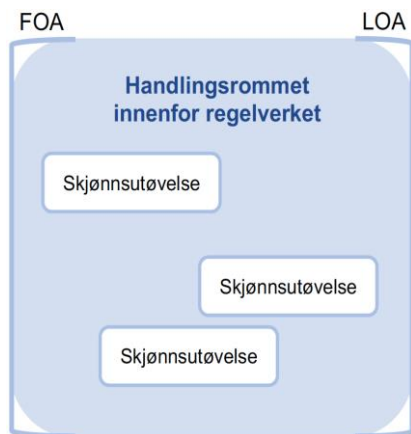 FOA
LOA
Handlingsrommet
innenfor regelverket
Skjønnsutøvelse
Skjønnsutøvelse
Skjønnsutøvelse